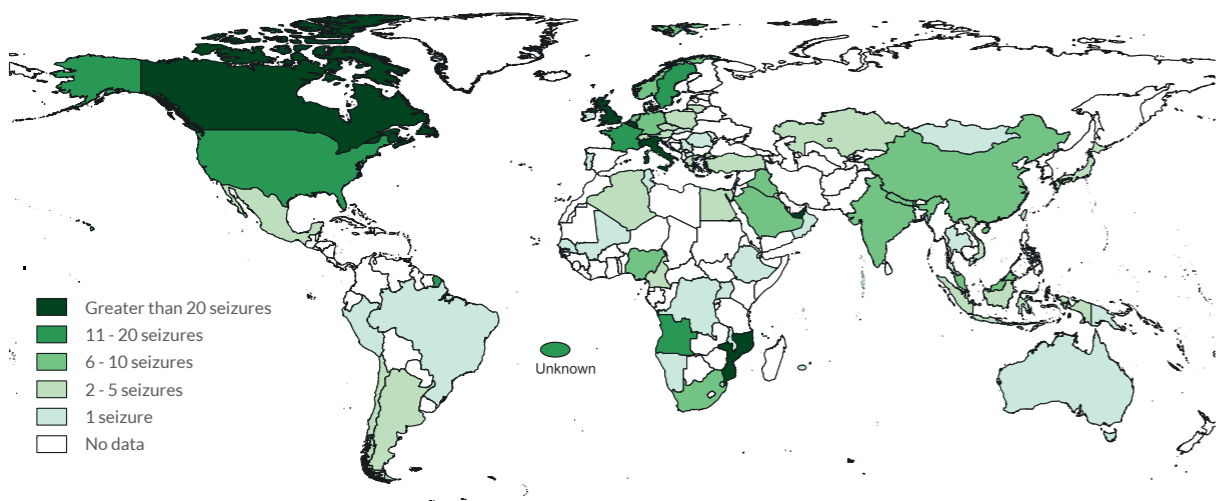 Greater than 20 seizures
11 - 20 seizures
6 - 10 seizures
2 - 5 seizures
1 seizure
No data
Unknown